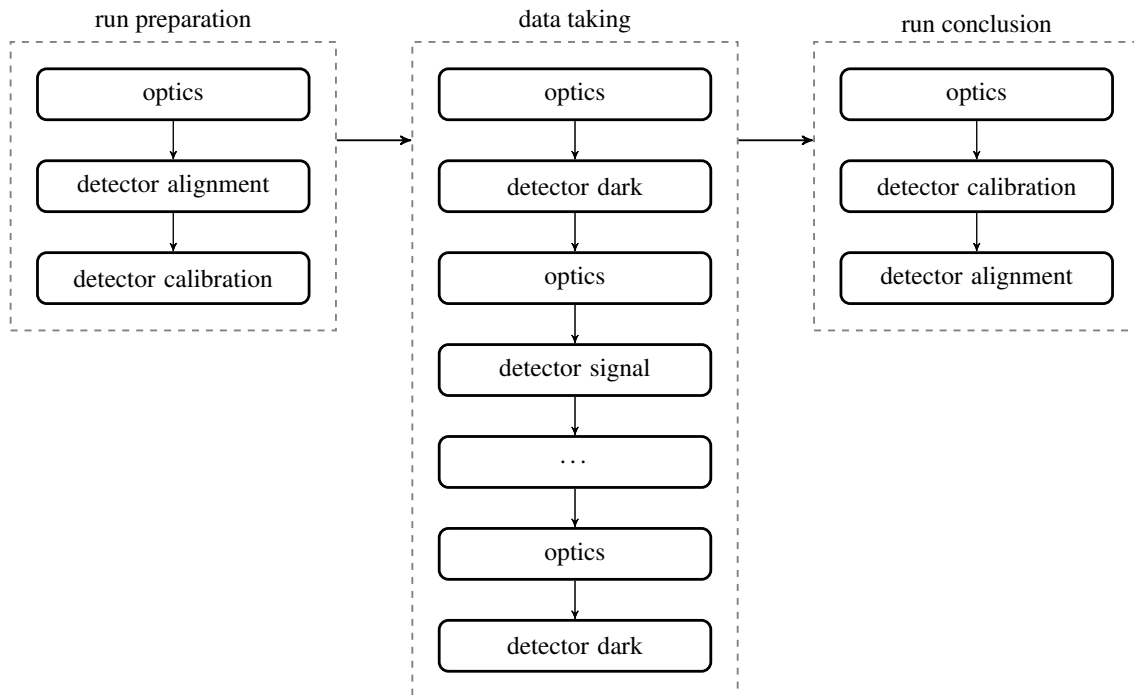 run preparation
optics
detector alignment
detector calibration
data taking
optics
detector dark
optics
detector signal
...
optics
detector dark
run conclusion
optics
detector calibration
detector alignment